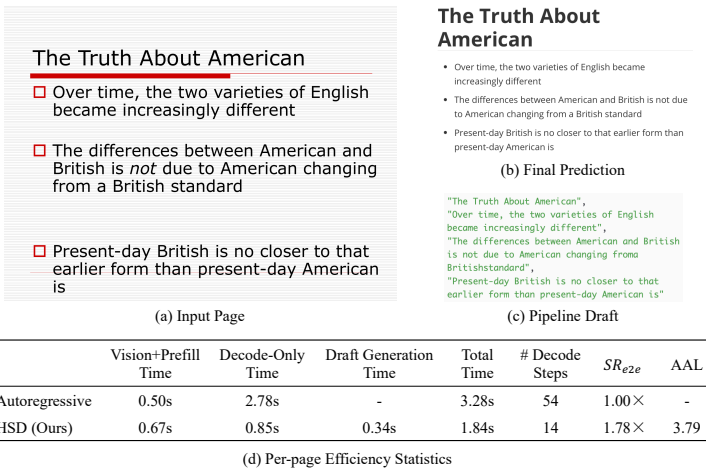 The Truth About American
Over time, the two varieties of English
became increasingly different
The differences between American and
British is not due to American changing
from a British standard
Present-day British is no closer to that
earlier form than present-day American
is
(a) Input Page
The Truth About
American
• Over time, the two varieties of English became
increasingly different
• The differences between American and British is not due
to American changing from a British standard
• Present-day British is no closer to that earlier form than
present-day American is
(b) Final Prediction
"The Truth About American",
"Over time, the two varieties of English
became increasingly different",
"The differences between American and British
is not due to American changing froma
Britishstandard",
"Present-day British is no closer to that
earlier form than present-day American is"
(c) Pipeline Draft
Vision+Prefill Time Decode-Only Time Draft Generation Time Total Time # Decode Steps SRe2e AAL
Autoregressive 0.50s 2.78s - 3.28s 54 1.00× -
HSD (Ours) 0.67s 0.85s 0.34s 1.84s 14 1.78× 3.79
(d) Per-page Efficiency Statistics